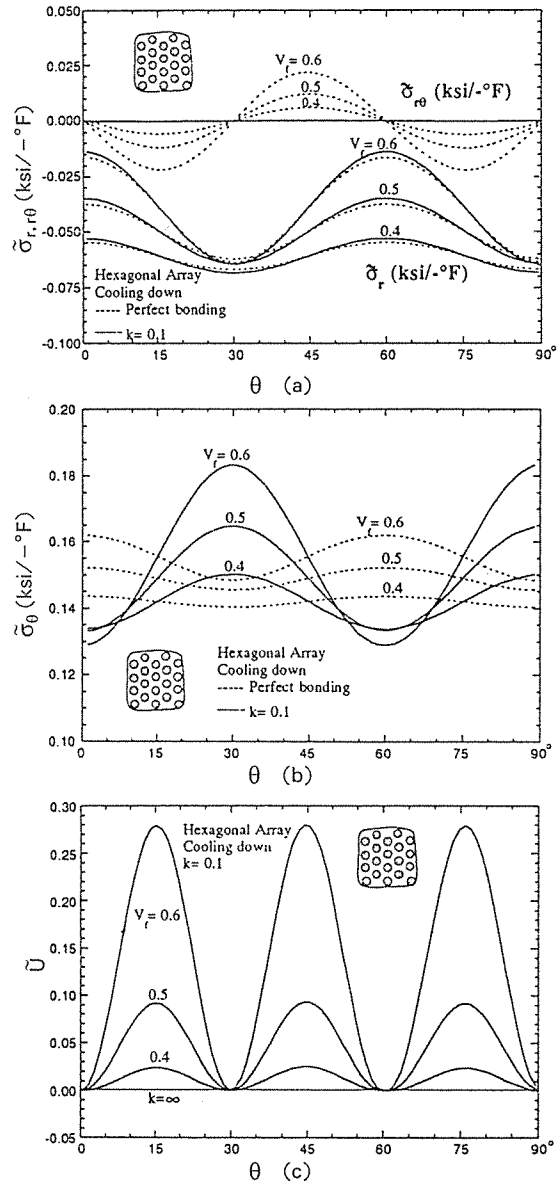 0.050
0.025
0.000
-0.025
-0.050
-0.075
-0.100
σ̃r,rθ (ksi/−°F)
Vf= 0.6
0.5
0.4
σ̃rθ (ksi/-°F)
Vf= 0.6
0.5
0.4
σ̃r (ksi/-°F)
Hexagonal Array
Cooling down
Perfect bonding
k= 0.1
0 15 30 45 60 75 90°
θ (a)
0.20
0.18
0.16
0.14
0.12
0.10
σ̃θ (ksi/−°F)
Vf= 0.6
0.5
0.4
Vf= 0.6
0.5
0.4
Hexagonal Array
Cooling down
Perfect bonding
k= 0.1
0 15 30 45 60 75 90°
θ (b)
0.30
0.25
0.20
0.15
0.10
0.05
0.00
-0.05
Ũ
Hexagonal Array
Cooling down
k= 0.1
Vf= 0.6
0.5
0.4
k=∞
0 15 30 45 60 75 90°
θ (c)